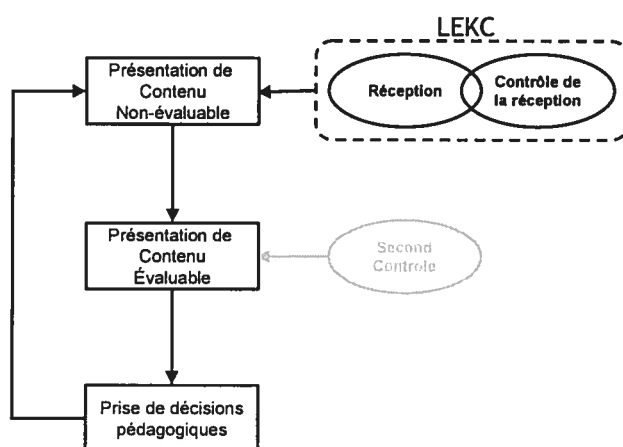 LEKC
Présentation de
Contenu
Non-évaluable
Réception
Contrôle de
la réception
Présentation de
Contenu
Évaluable
Second
Controle
Prise de décisions
pédagogiques